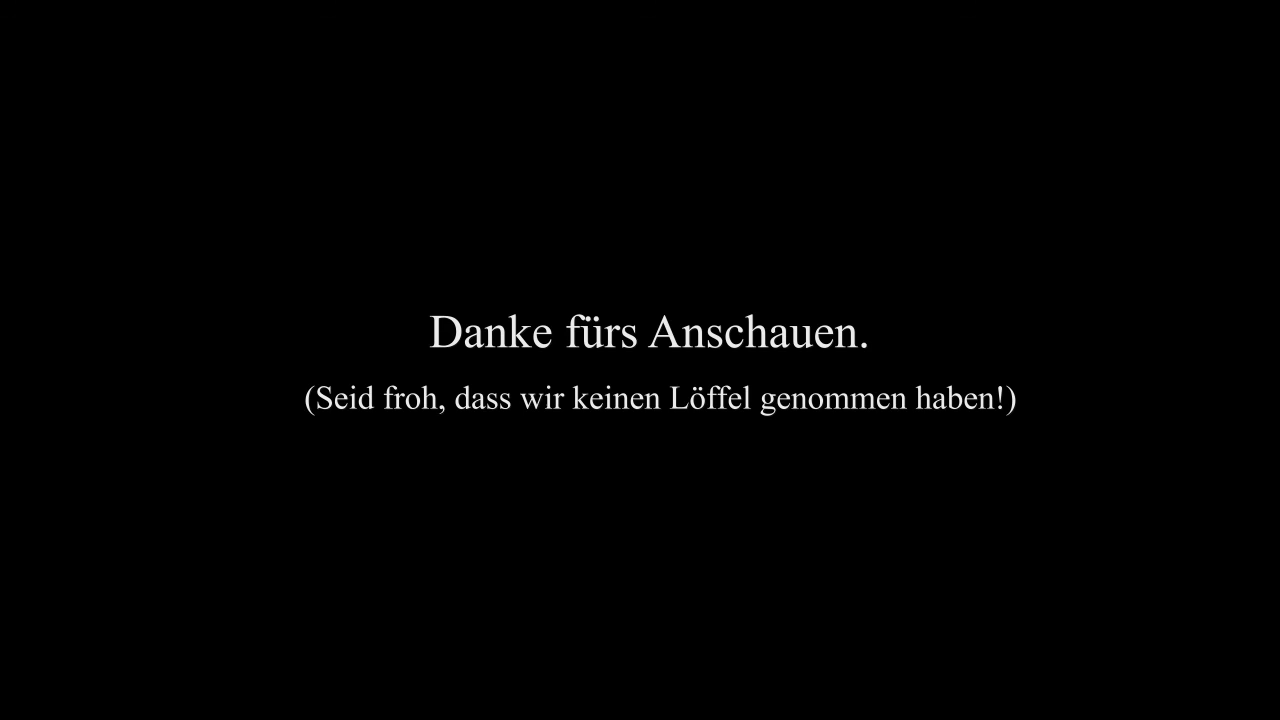 Danke fürs Anschauen.
(Seid froh, dass wir keinen Löffel genommen haben!)